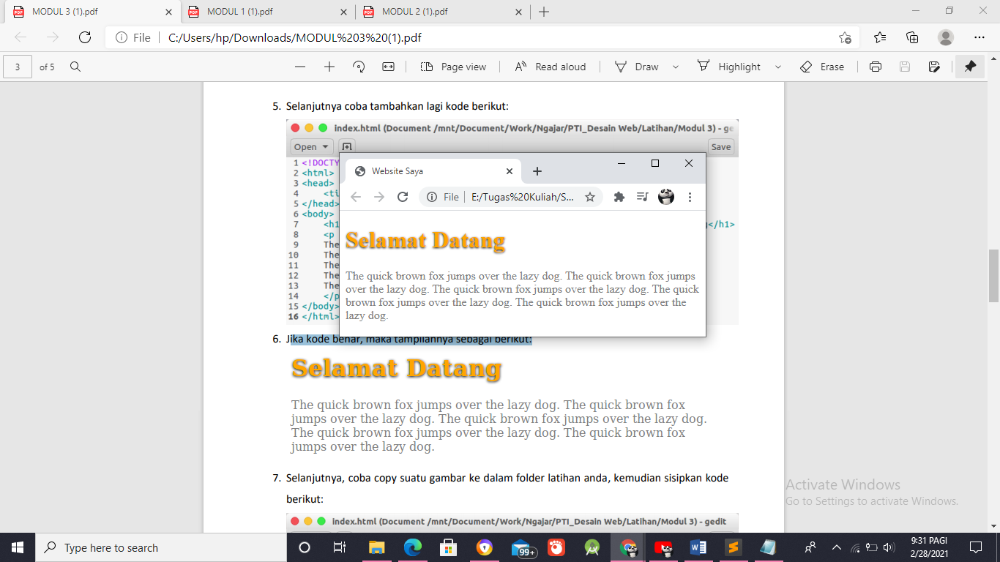 MODUL 3 (1).pdf
MODUL 1 (1).pdf
MODUL 2 (1).pdf
File
C:/Users/hp/Downloads/MODUL%203%20(1).pdf
3 of 5
Page view
Read aloud
Draw
Highlight
Erase
5. Selanjutnya coba tambahkan lagi kode berikut:
index.html (Document /mnt/Document/Work/Ngajar/PTI_Desain Web/Latihan/Modul 3) - ge
Open
Save
1 <!DOCTY
2 <html>
3 <head>
4 <ti
5 </head>
6 <body>
7 <h1 g</h1>
8 <p
9 The
10 The
11 The
12 The
13 The
14 </p
15 </body>
16 </html>
Website Saya
File
E:/Tugas%20Kuliah/S...
Selamat Datang
The quick brown fox jumps over the lazy dog. The quick brown fox jumps
over the lazy dog. The quick brown fox jumps over the lazy dog. The quick
brown fox jumps over the lazy dog. The quick brown fox jumps over the
lazy dog.
6. Jika kode benar, maka tampilannya sebagai berikut:
Selamat Datang
The quick brown fox jumps over the lazy dog. The quick brown fox
jumps over the lazy dog. The quick brown fox jumps over the lazy dog.
The quick brown fox jumps over the lazy dog. The quick brown fox
jumps over the lazy dog.
7. Selanjutnya, coba copy suatu gambar ke dalam folder latihan anda, kemudian sisipkan kode
berikut:
index.html (Document /mnt/Document/Work/Ngajar/PTI_Desain Web/Latihan/Modul 3) - gedit
Activate Windows
Go to Settings to activate Windows.
Type here to search
99+
9:31 PAGI
2/28/2021